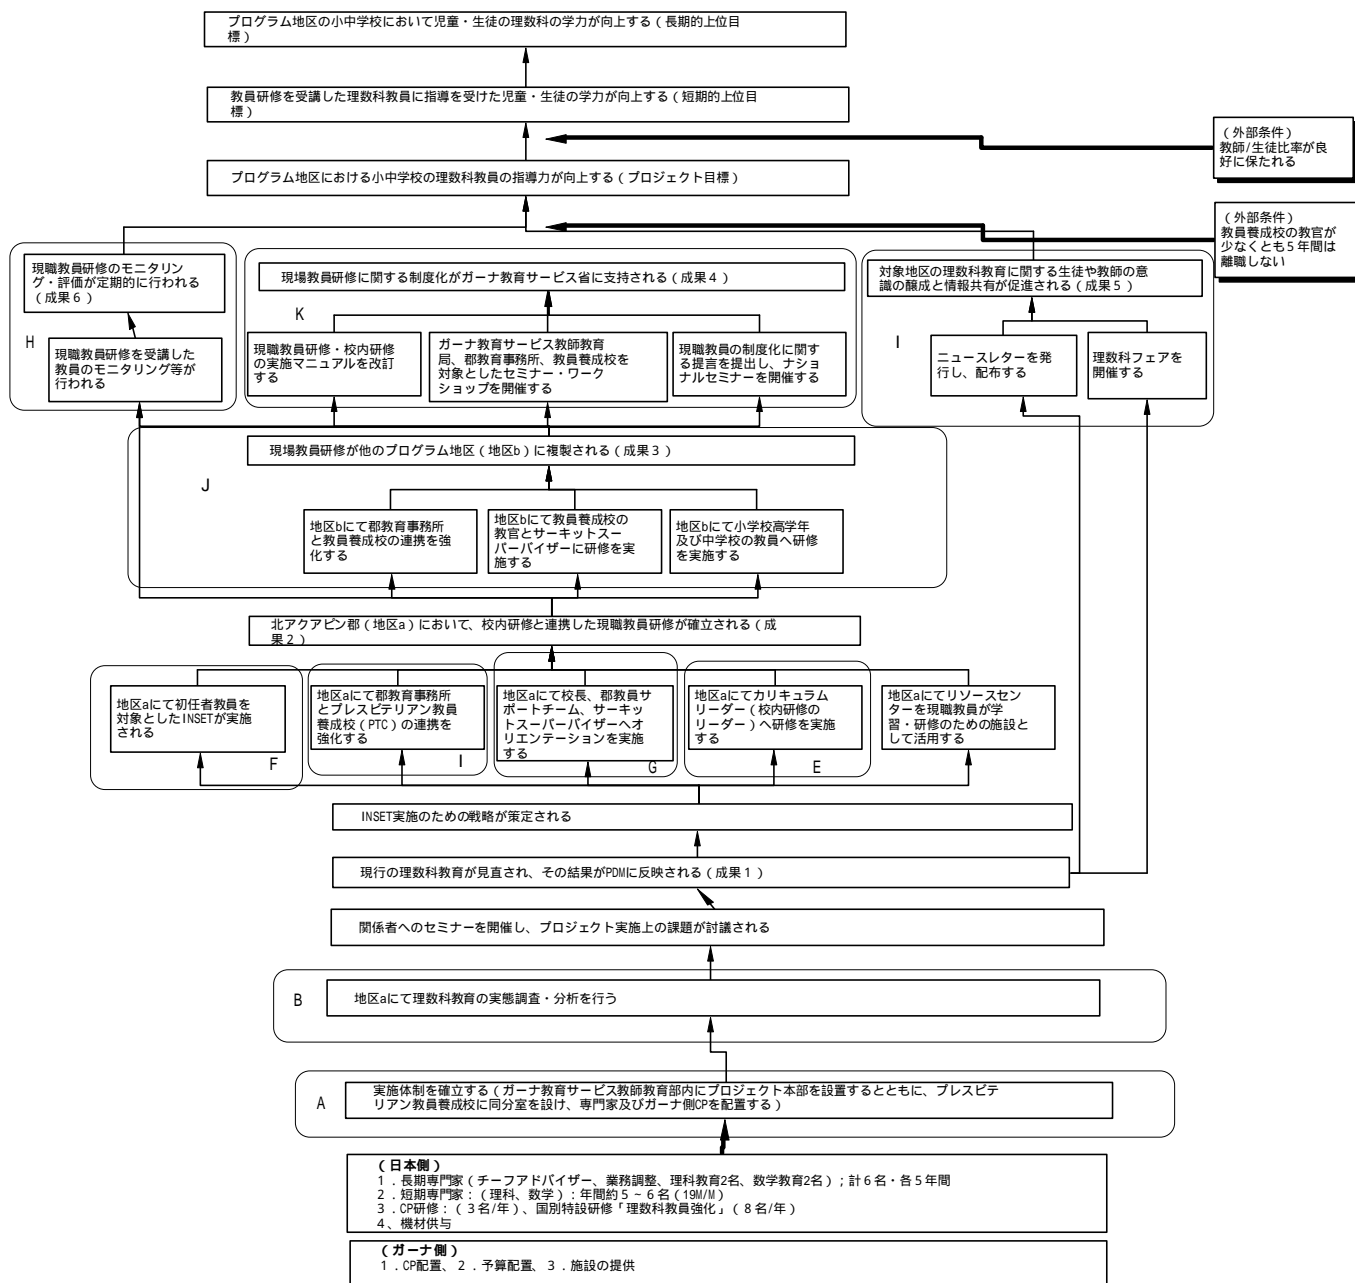 プログラム地区の小中学校において児童・生徒の理数科の学力が向上する（長期的上位目
標）
教員研修を受講した理数科教員に指導を受けた児童・生徒の学力が向上する（短期的上位目
標）
（外部条件）
教師/生徒比率が良
好に保たれる
プログラム地区における小中学校の理数科教員の指導力が向上する（プロジェクト目標）
（外部条件）
教員養成校の教官が
少なくとも5年間は
離職しない
現職教員研修のモニタリン
グ・評価が定期的に行われる
（成果６）
H
現職教員研修を受講した
教員のモニタリング等が
行われる
現場教員研修に関する制度化がガーナ教育サービス省に支持される（成果４）
K
現職教員研修・校内研修
の実施マニュアルを改訂
する
ガーナ教育サービス教師教育
局、郡教育事務所、教員養成校を
対象としたセミナー・ワーク
ショップを開催する
現職教員の制度化に関す
る提言を提出し、ナショ
ナルセミナーを開催する
対象地区の理数科教育に関する生徒や教師の意
識の醸成と情報共有が促進される（成果５）
I
ニュースレターを発
行し、配布する
理数科フェアを
開催する
現場教員研修が他のプログラム地区（地区b）に複製される（成果３）
J
地区bにて郡教育事務所
と教員養成校の連携を強
化する
地区bにて教員養成校の
教官とサーキットスー
パーバイザーに研修を実
施する
地区bにて小学校高学年
及び中学校の教員へ研修
を実施する
北アクアピン郡（地区a）において、校内研修と連携した現職教員研修が確立される（成
果２）
地区aにて初任者教員を
対象としたINSETが実施
される
F
地区aにて郡教育事務所
とプレスビテリアン教員
養成校（PTC）の連携を
強化する
I
地区aにて校長、郡教員サ
ポートチーム、サーキッ
トスーパーバイザーへオ
リエンテーションを実施
する
G
地区aにてカリキュラム
リーダー（校内研修の
リーダー）へ研修を実施
する
E
地区aにてリソースセン
ターを現職教員が学
習・研修のための施設と
して活用する
INSET実施のための戦略が策定される
現行の理数科教育が見直され、その結果がPDMに反映される（成果１）
関係者へのセミナーを開催し、プロジェクト実施上の課題が討議される
B
地区aにて理数科教育の実態調査・分析を行う
A
実施体制を確立する（ガーナ教育サービス教師教育部内にプロジェクト本部を設置するとともに、プレスビテ
リアン教員養成校に同分室を設け、専門家及びガーナ側CPを配置する）
（日本側）
１．長期専門家（チーフアドバイザー、業務調整、理科教育2名、数学教育2名）；計６名・各５年間
２．短期専門家：（理科、数学）：年間約５～６名（19M/M）
３．CP研修：（３名/年）、国別特設研修「理数科教員強化」（８名/年）
４、機材供与
（ガーナ側）
１．CP配置、２．予算配置、３．施設の提供